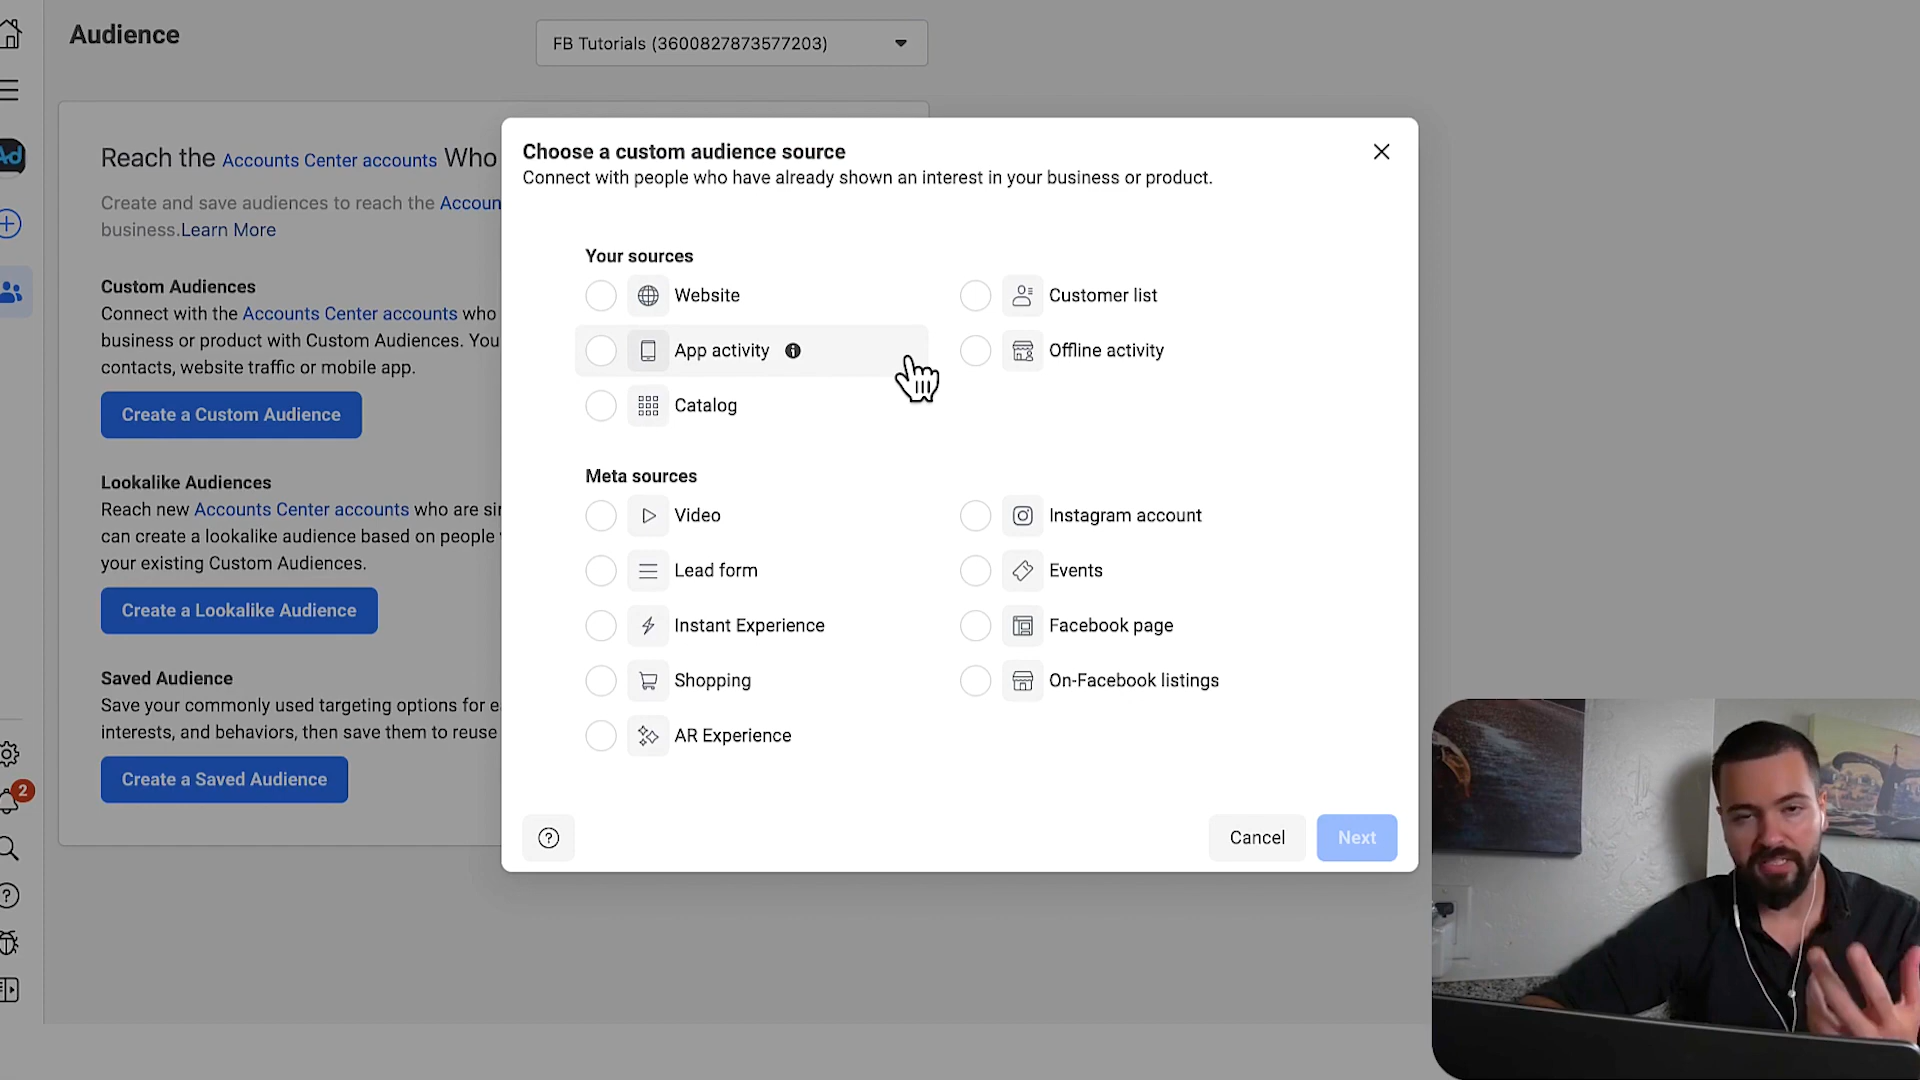 Audience
FB Tutorials (3600827873577203)
Ad
Reach the Accounts Center accounts Who
Create and save audiences to reach the Accoun
business.Learn More
Custom Audiences
Connect with the Accounts Center accounts who
business or product with Custom Audiences. You
contacts, website traffic or mobile app.
Create a Custom Audience
Lookalike Audiences
Reach new Accounts Center accounts who are sin
can create a lookalike audience based on people
your existing Custom Audiences.
Create a Lookalike Audience
Saved Audience
Save your commonly used targeting options for e
interests, and behaviors, then save them to reuse
Create a Saved Audience
2
Choose a custom audience source
Connect with people who have already shown an interest in your business or product.
Your sources
Website
Customer list
App activity
Offline activity
Catalog
Meta sources
Video
Instagram account
Lead form
Events
Instant Experience
Facebook page
Shopping
On-Facebook listings
AR Experience
Cancel
Next